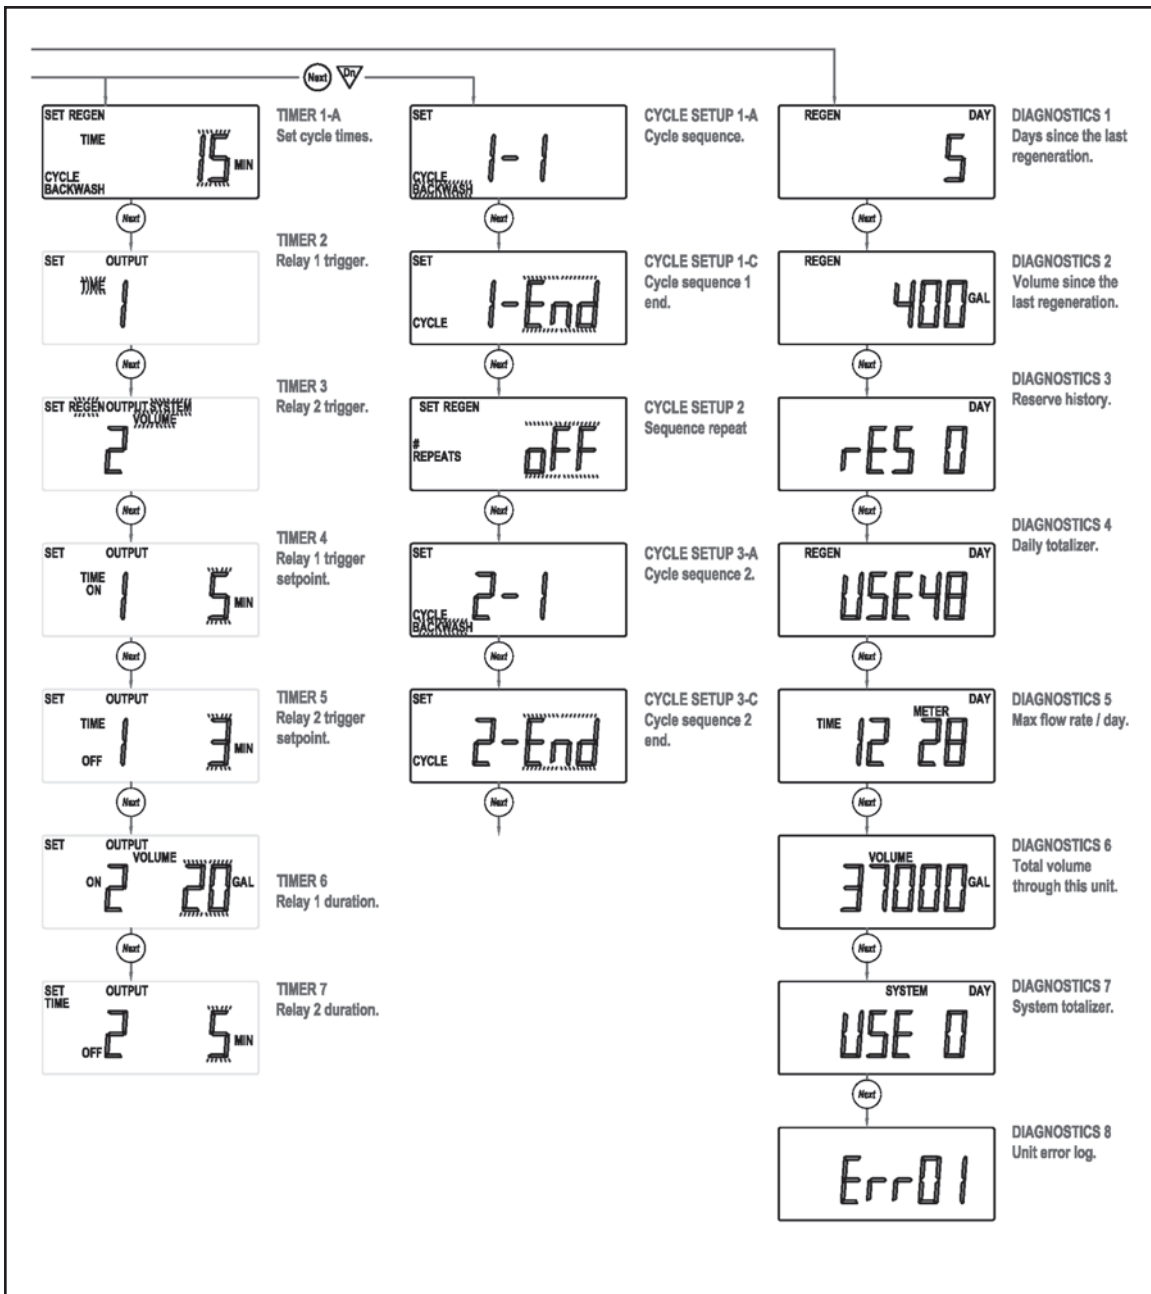 Next Dn
SET REGEN
TIME
15 MIN
CYCLE
BACKWASH
TIMER 1-A
Set cycle times.
Next
SET OUTPUT
TIME
1
TIMER 2
Relay 1 trigger.
Next
SET REGEN OUTPUT SYSTEM
VOLUME
2
TIMER 3
Relay 2 trigger.
Next
SET OUTPUT
TIME
ON
1 5 MIN
TIMER 4
Relay 1 trigger
setpoint.
Next
SET OUTPUT
TIME
1 3 MIN
OFF
TIMER 5
Relay 2 trigger
setpoint.
Next
SET OUTPUT
VOLUME
ON 2 20 GAL
TIMER 6
Relay 1 duration.
Next
SET OUTPUT
TIME
2 5 MIN
OFF
TIMER 7
Relay 2 duration.
SET
1-1
CYCLE
BACKWASH
CYCLE SETUP 1-A
Cycle sequence.
Next
SET
1-End
CYCLE
CYCLE SETUP 1-C
Cycle sequence 1
end.
Next
SET REGEN
#
REPEATS
oFF
CYCLE SETUP 2
Sequence repeat
Next
SET
2-1
CYCLE
BACKWASH
CYCLE SETUP 3-A
Cycle sequence 2.
Next
SET
2-End
CYCLE
CYCLE SETUP 3-C
Cycle sequence 2
end.
Next
REGEN DAY
5
DIAGNOSTICS 1
Days since the last
regeneration.
Next
REGEN
400 GAL
DIAGNOSTICS 2
Volume since the
last regeneration.
Next
DAY
rES 0
DIAGNOSTICS 3
Reserve history.
Next
REGEN DAY
USE48
DIAGNOSTICS 4
Daily totalizer.
Next
DAY
METER
TIME 12 28
DIAGNOSTICS 5
Max flow rate / day.
Next
VOLUME
37000 GAL
DIAGNOSTICS 6
Total volume
through this unit.
Next
SYSTEM DAY
USE 0
DIAGNOSTICS 7
System totalizer.
Next
Err01
DIAGNOSTICS 8
Unit error log.